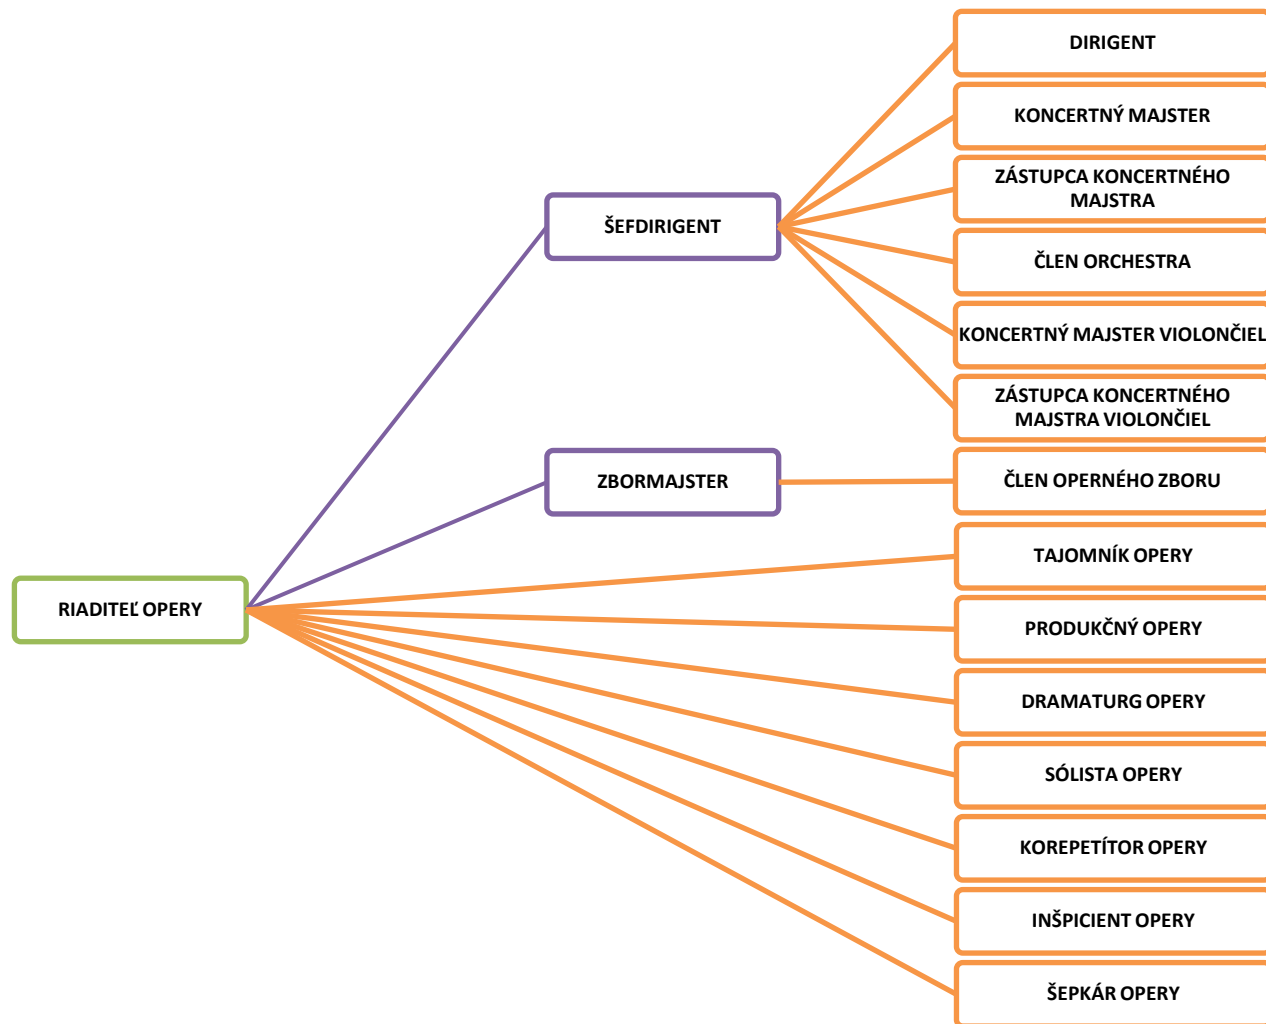 DIRIGENT
KONCERTNÝ MAJSTER
ZÁSTUPCA KONCERTNÉHO
MAJSTRA
ŠEFDIRIGENT
ČLEN ORCHESTRA
KONCERTNÝ MAJSTER VIOLONČIEL
ZÁSTUPCA KONCERTNÉHO
MAJSTRA VIOLONČIEL
ZBORMAJSTER
ČLEN OPERNÉHO ZBORU
TAJOMNÍK OPERY
RIADITEĽ OPERY
PRODUKČNÝ OPERY
DRAMATURG OPERY
SÓLISTA OPERY
KOREPETÍTOR OPERY
INŠPICIENT OPERY
ŠEPKÁR OPERY